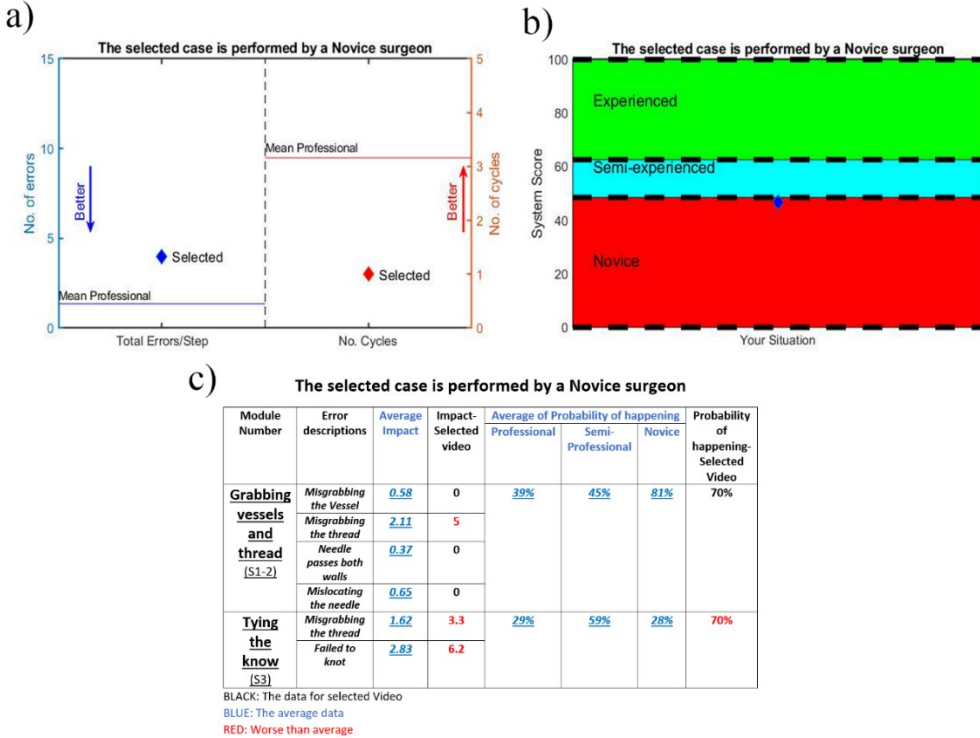 a)
The selected case is performed by a Novice surgeon
15
10
5
0
No. of errors
Better
Selected
Mean Professional
Total Errors/Step
Mean Professional
Selected
No. Cycles
5
4
3
2
1
0
No. of cycles
Better
b)
The selected case is performed by a Novice surgeon
100
80
60
40
20
0
System Score
Experienced
Semi-experienced
Novice
Your Situation
c)
The selected case is performed by a Novice surgeon
Module
Number
Error
descriptions
Average
Impact
Impact-
Selected
video
Average of Probability of happening
Professional
Semi-
Professional
Novice
Probability
of
happening-
Selected
Video
Grabbing
vessels
and
thread
(S1-2)
Misgrabbing
the Vessel
0.58
0
39%
45%
81%
70%
Misgrabbing
the thread
2.11
5
Needle
passes both
walls
0.37
0
Mislocating
the needle
0.65
0
Tying
the
know
(S3)
Misgrabbing
the thread
1.62
3.3
29%
59%
28%
70%
Failed to
knot
2.83
6.2
BLACK: The data for selected Video
BLUE: The average data
RED: Worse than average